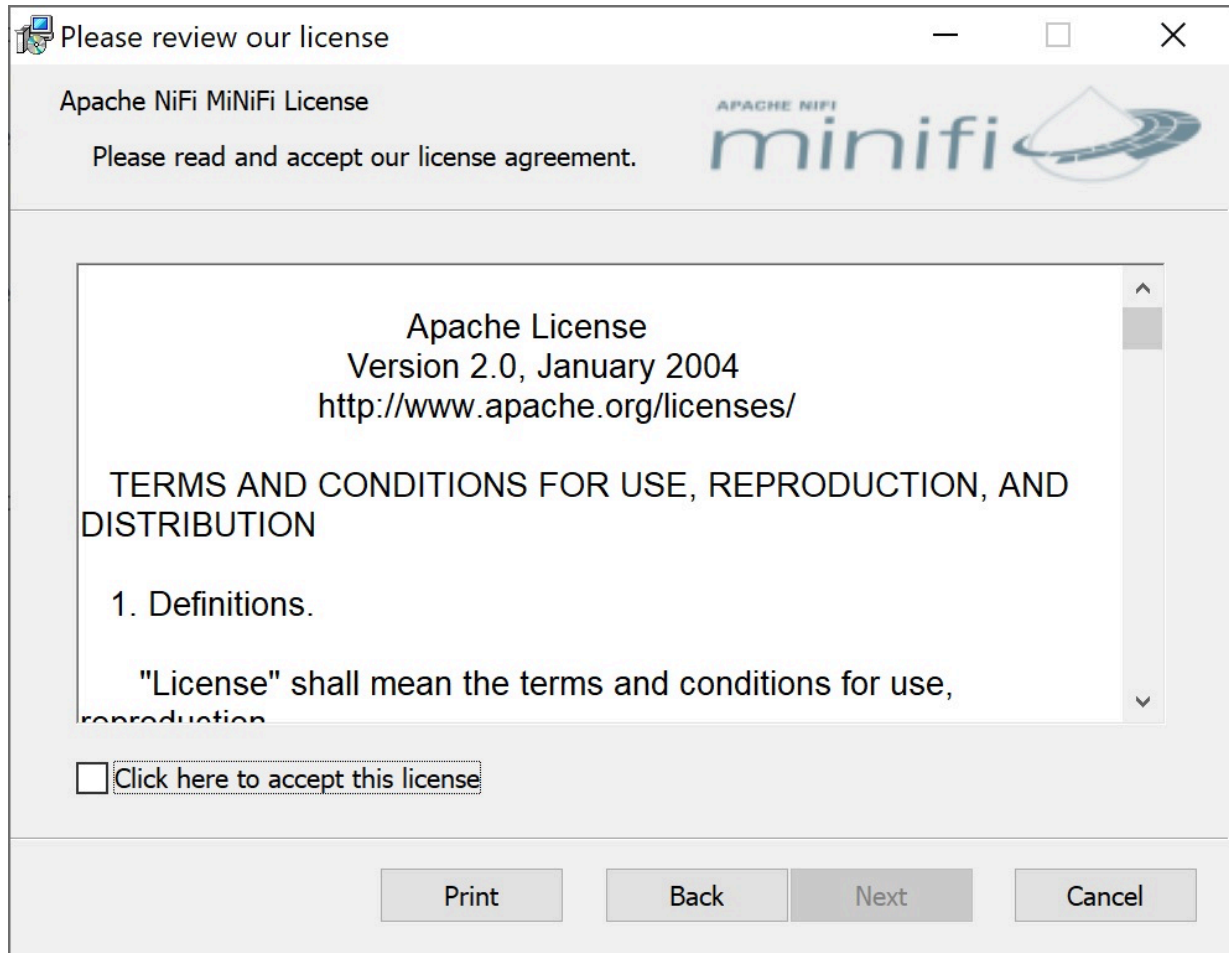 Please review our license
Apache NiFi MiNiFi License
Please read and accept our license agreement.
APACHE NIFI
minifi
Apache License
Version 2.0, January 2004
http://www.apache.org/licenses/
TERMS AND CONDITIONS FOR USE, REPRODUCTION, AND
DISTRIBUTION
1. Definitions.
"License" shall mean the terms and conditions for use,
reproduction
Click here to accept this license
Print
Back
Next
Cancel